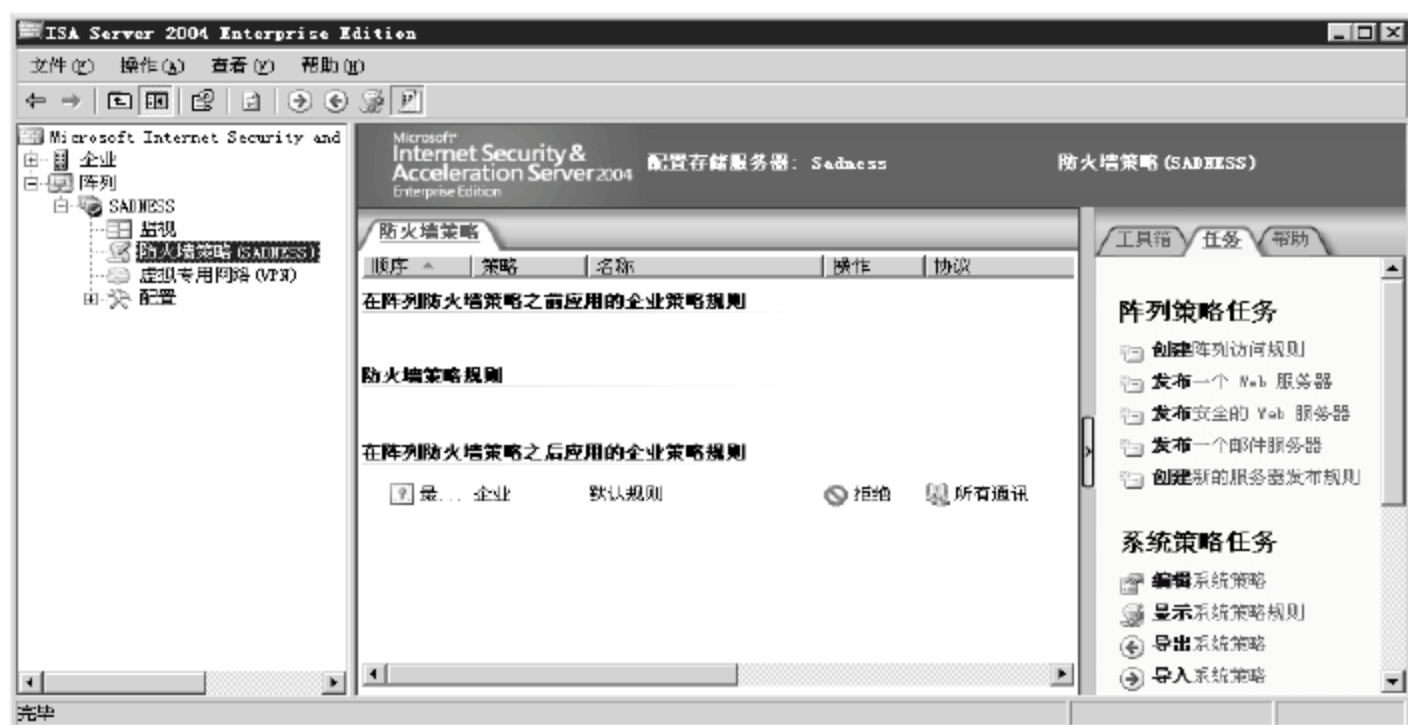 ISA Server 2004 Enterprise Edition
文件(F) 操作(A) 查看(V) 帮助(H)
Microsoft Internet Security and
企业
阵列
SADNESS
监视
防火墙策略 (SADNESS)
虚拟专用网络 (VPN)
配置
Microsoft
Internet Security &
Acceleration Server 2004
Enterprise Edition
配置存储服务器: Sadness
防火墙策略(SADNESS)
防火墙策略
顺序 策略 名称 操作 协议
在阵列防火墙策略之前应用的企业策略规则
防火墙策略规则
在阵列防火墙策略之后应用的企业策略规则
最... 企业 默认规则 拒绝 所有通讯
工具箱 任务 帮助
阵列策略任务
创建阵列访问规则
发布一个 Web 服务器
发布安全的 Web 服务器
发布一个邮件服务器
创建新的服务器发布规则
系统策略任务
编辑系统策略
显示系统策略规则
导出系统策略
导入系统策略
完毕